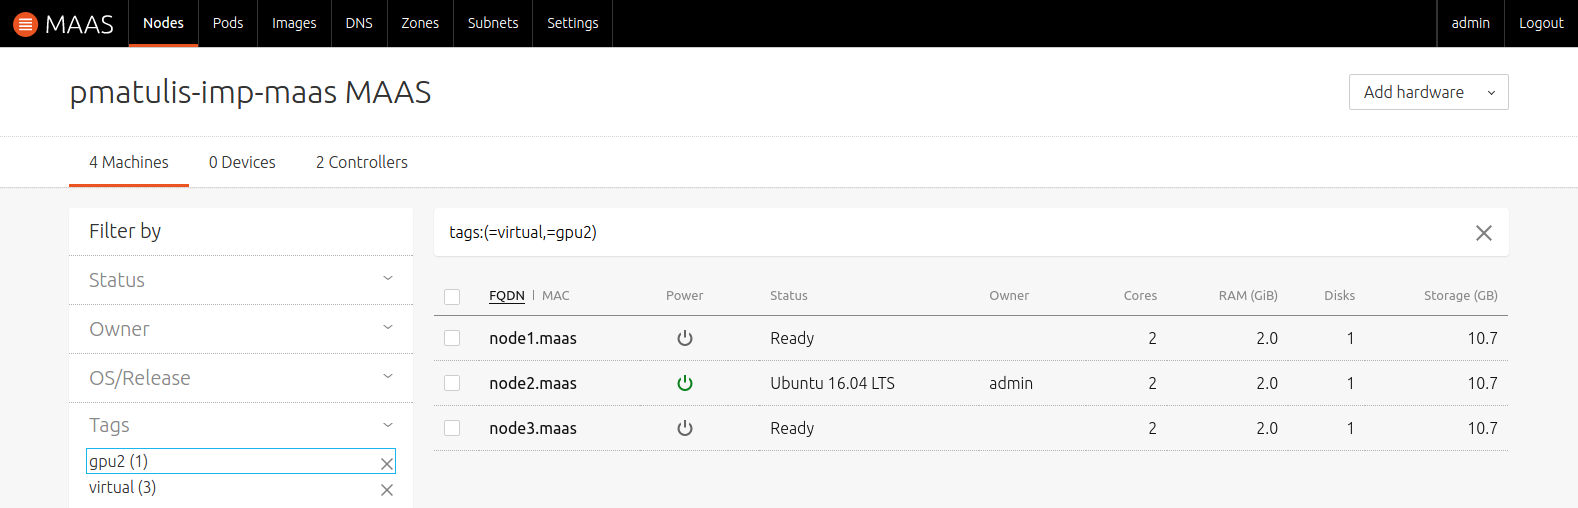 MAAS Nodes Pods Images DNS Zones Subnets Settings admin Logout
pmatulis-imp-maas MAAS Add hardware
4 Machines 0 Devices 2 Controllers
Filter by
Status
Owner
OS/Release
Tags
gpu2 (1)
virtual (3)
tags:(=virtual,=gpu2)
FQDN | MAC Power Status Owner Cores RAM (GiB) Disks Storage (GB)
node1.maas Ready 2 2.0 1 10.7
node2.maas Ubuntu 16.04 LTS admin 2 2.0 1 10.7
node3.maas Ready 2 2.0 1 10.7